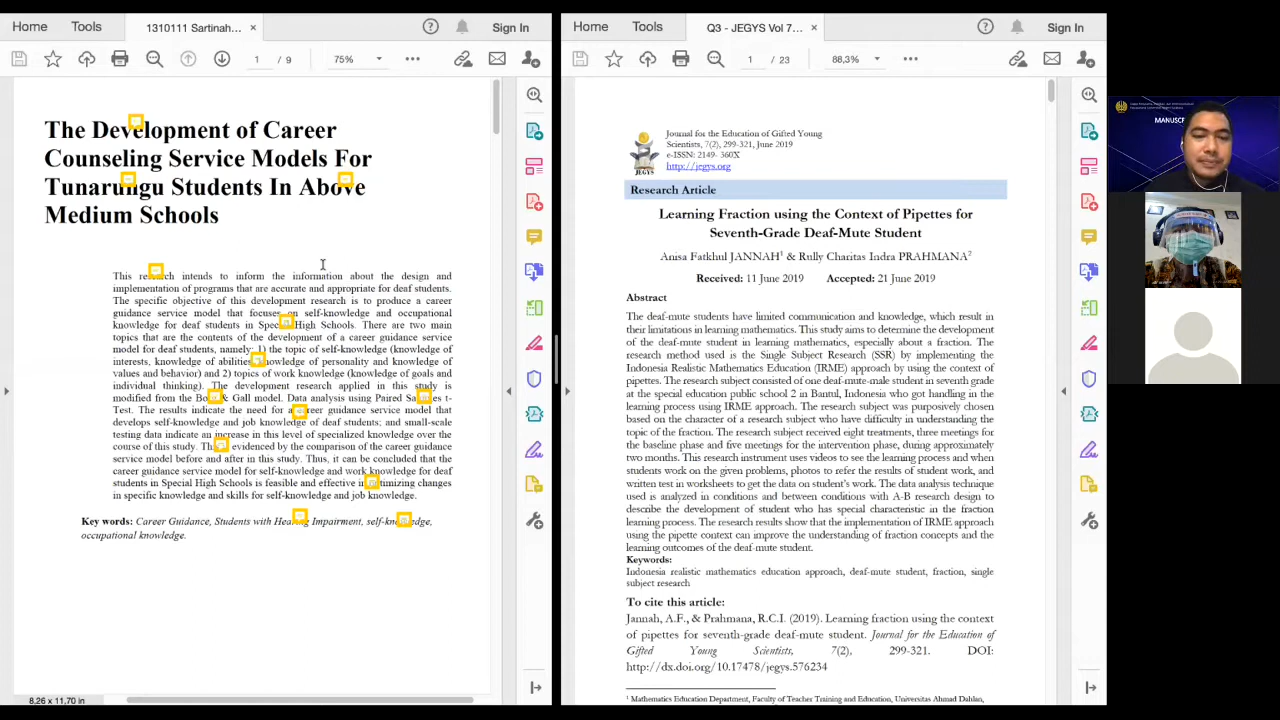 Home
Tools
1310111 Sartinah...
×
Sign In
1 / 9
75%
The Development of Career
Counseling Service Models For
Tunarungu Students In Above
Medium Schools
This research intends to inform the information about the design and
implementation of programs that are accurate and appropriate for deaf students.
The specific objective of this development research is to produce a career
guidance service model that focuses on self-knowledge and occupational
knowledge for deaf students in Special High Schools. There are two main
topics that are the contents of the development of a career guidance service
model for deaf students, namely: 1) the topic of self-knowledge (knowledge of
interests, knowledge of abilities, knowledge of personality and knowledge of
values and behavior) and 2) topics of work knowledge (knowledge of goals and
individual thinking). The development research applied in this study is
modified from the Borg & Gall model. Data analysis using Paired Samples t-
Test. The results indicate the need for a career guidance service model that
develops self-knowledge and job knowledge of deaf students; and small-scale
testing data indicate an increase in this level of specialized knowledge over the
course of this study. This evidenced by the comparison of the career guidance
service model before and after in this study. Thus, it can be concluded that the
career guidance service model for self-knowledge and work knowledge for deaf
students in Special High Schools is feasible and effective in optimizing changes
in specific knowledge and skills for self-knowledge and job knowledge.
Key words: Career Guidance, Students with Hearing Impairment, self-knowledge,
occupational knowledge.
8,26 x 11,70 in
Home
Tools
Q3 - JEGYS Vol 7...
×
Sign In
1 / 23
88,3%
JEGYS
Journal for the Education of Gifted Young
Scientists, 7(2), 299-321, June 2019
e-ISSN: 2149- 360X
http://jegys.org
Research Article
Learning Fraction using the Context of Pipettes for
Seventh-Grade Deaf-Mute Student
Anisa Fatkhul JANNAH¹ & Rully Charitas Indra PRAHMANA²
Received: 11 June 2019 Accepted: 21 June 2019
Abstract
The deaf-mute students have limited communication and knowledge, which result in
their limitations in learning mathematics. This study aims to determine the development
of the deaf-mute student in learning mathematics, especially about a fraction. The
research method used is the Single Subject Research (SSR) by implementing the
Indonesia Realistic Mathematics Education (IRME) approach by using the context of
pipettes. The research subject consisted of one deaf-mute-male student in seventh grade
at the special education public school 2 in Bantul, Indonesia who got handling in the
learning process using IRME approach. The research subject was purposively chosen
based on the character of a research subject who have difficulty in understanding the
topic of the fraction. The research subject received eight treatments, three meetings for
the baseline phase and five meetings for the intervention phase, during approximately
two months. This research instrument uses videos to see the learning process and when
students work on the given problems, photos to refer the results of student work, and
written test in worksheets to get the data on student's work. The data analysis technique
used is analyzed in conditions and between conditions with A-B research design to
describe the development of student who has special characteristic in the fraction
learning process. The research results show that the implementation of IRME approach
using the pipette context can improve the understanding of fraction concepts and the
learning outcomes of the deaf-mute student.
Keywords:
Indonesia realistic mathematics education approach, deaf-mute student, fraction, single
subject research
To cite this article:
Jannah, A.F., & Prahmana, R.C.I. (2019). Learning fraction using the context
of pipettes for seventh-grade deaf-mute student. Journal for the Education of
Gifted Young Scientists, 7(2), 299-321. DOI:
http://dx.doi.org/10.17478/jegys.576234
¹ Mathematics Education Department, Faculty of Teacher Training and Education, Universitas Ahmad Dahlan,
MANUSCR